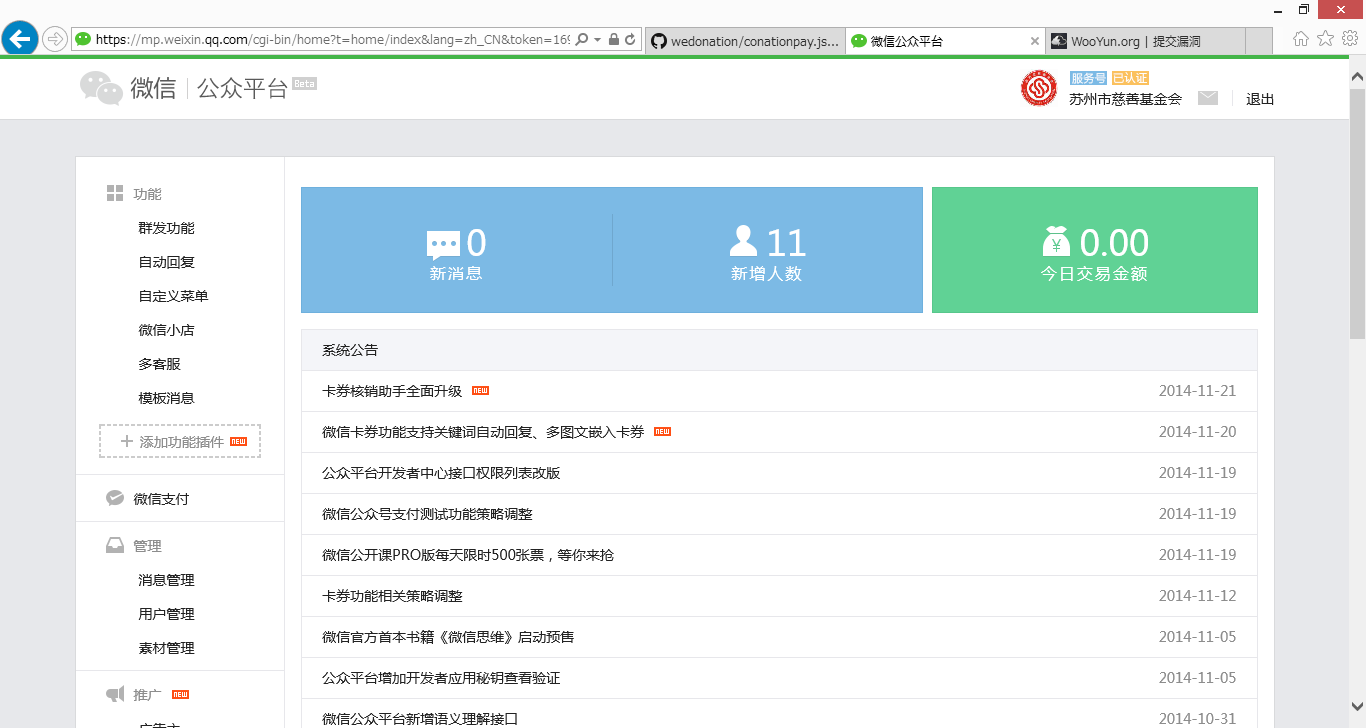 https://mp.weixin.qq.com/cgi-bin/home?t=home/index&lang=zh_CN&token=169
wedonation/conationpay.js...
微信公众平台
WooYun.org | 提交漏洞
微信 | 公众平台 Beta
服务号 已认证
苏州市慈善基金会
退出
功能
群发功能
自动回复
自定义菜单
微信小店
多客服
模板消息
添加功能插件 NEW
微信支付
管理
消息管理
用户管理
素材管理
推广 NEW
广告主
0
新消息
11
新增人数
¥ 0.00
今日交易金额
系统公告
卡券核销助手全面升级 NEW 2014-11-21
微信卡券功能支持关键词自动回复、多图文嵌入卡券 NEW 2014-11-20
公众平台开发者中心接口权限列表改版 2014-11-19
微信公众号支付测试功能策略调整 2014-11-19
微信公开课PRO版每天限时500张票，等你来抢 2014-11-19
卡券功能相关策略调整 2014-11-12
微信官方首本书籍《微信思维》启动预售 2014-11-05
公众平台增加开发者应用秘钥查看验证 2014-11-05
微信公众平台新增语义理解接口 2014-10-31